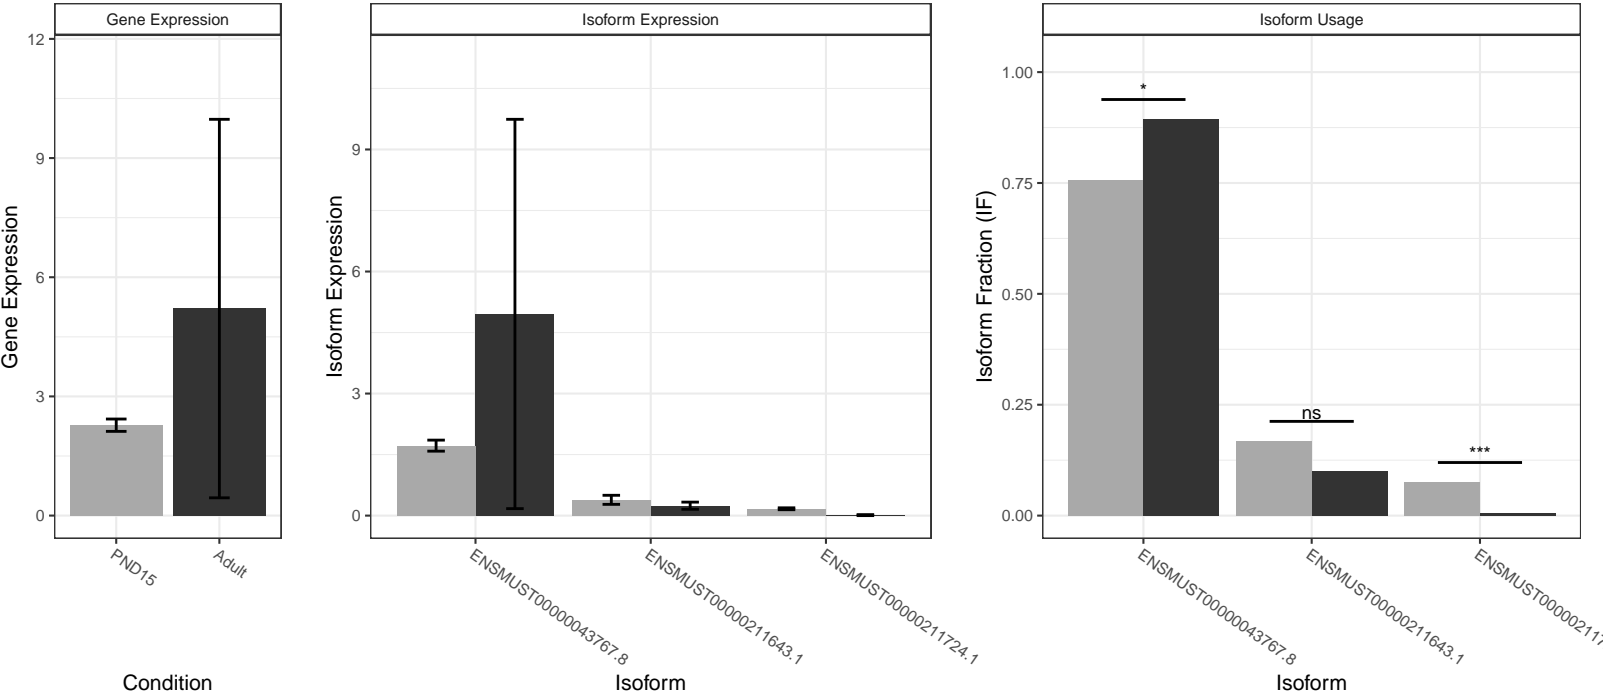 Gene Expression
Isoform Expression
Isoform Usage
Gene Expression
12
9
6
3
0
PND15
Adult
Condition
Isoform Expression
9
6
3
0
ENSMUST00000043767.8
ENSMUST00000211643.1
ENSMUST00000211724.1
Isoform
Isoform Fraction (IF)
1.00
0.75
0.50
0.25
0.00
*
ns
***
ENSMUST00000043767.8
ENSMUST00000211643.1
ENSMUST000002117
Isoform